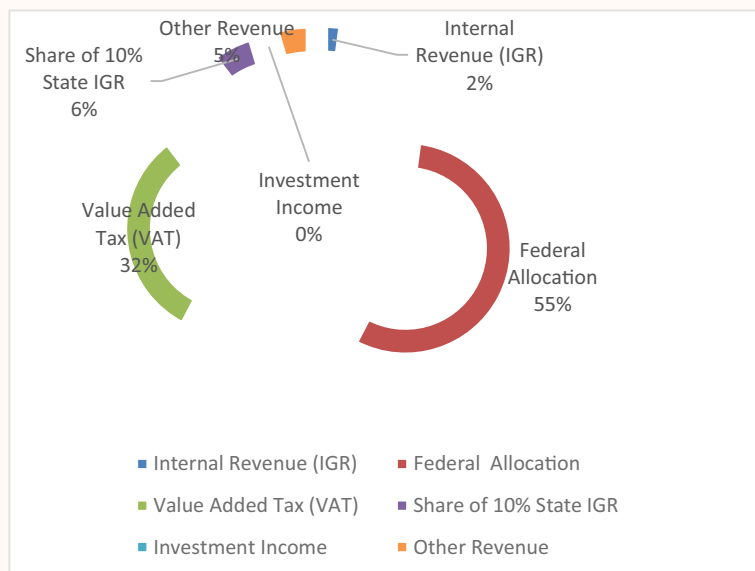 Other Revenue
5%
Internal
Revenue (IGR)
2%
Share of 10%
State IGR
6%
Investment
Income
0%
Value Added
Tax (VAT)
32%
Federal
Allocation
55%
Internal Revenue (IGR)
Federal Allocation
Value Added Tax (VAT)
Share of 10% State IGR
Investment Income
Other Revenue